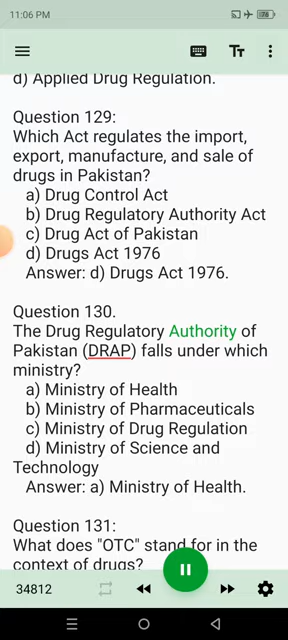 11:06 PM
78
d) Applied Drug Regulation.
Question 129:
Which Act regulates the import,
export, manufacture, and sale of
drugs in Pakistan?
a) Drug Control Act
b) Drug Regulatory Authority Act
c) Drug Act of Pakistan
d) Drugs Act 1976
Answer: d) Drugs Act 1976.
Question 130.
The Drug Regulatory Authority of
Pakistan (DRAP) falls under which
ministry?
a) Ministry of Health
b) Ministry of Pharmaceuticals
c) Ministry of Drug Regulation
d) Ministry of Science and
Technology
Answer: a) Ministry of Health.
Question 131:
What does "OTC" stand for in the
context of drugs?
34812